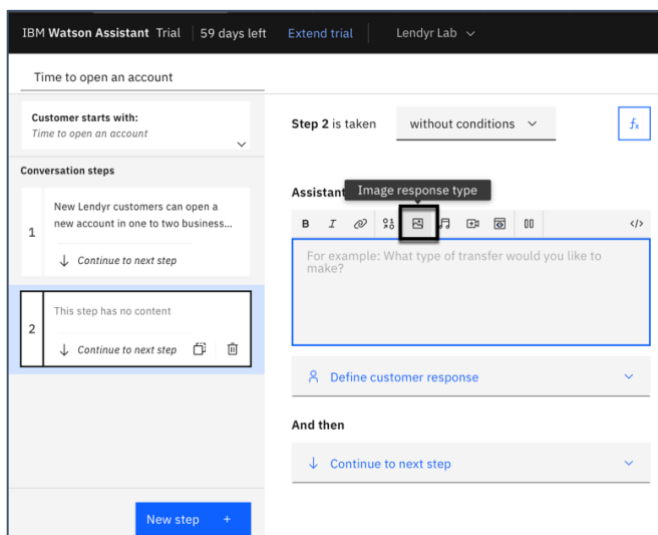 IBM Watson Assistant Trial 59 days left Extend trial Lendyr Lab
Time to open an account
Customer starts with:
Time to open an account
Conversation steps
1
New Lendyr customers can open a
new account in one to two business...
Continue to next step
2
This step has no content
Continue to next step
New step +
Step 2 is taken without conditions
fx
Assistant
Image response type
B I </>
For example: What type of transfer would you like to
make?
Define customer response
And then
Continue to next step